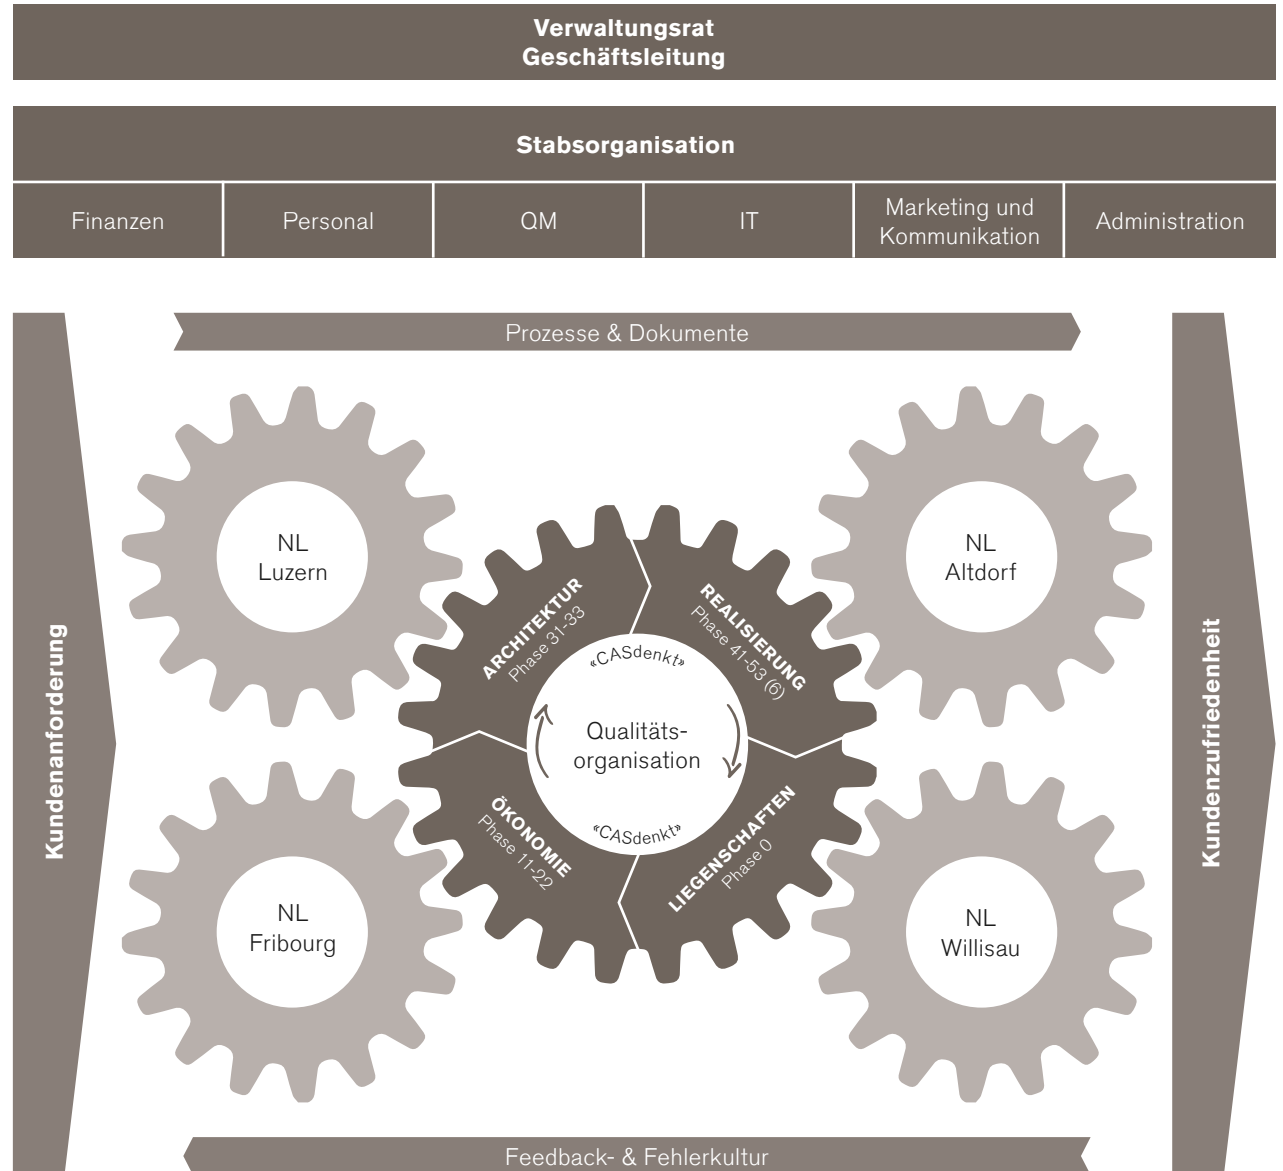 Verwaltungsrat
Geschäftsleitung
Stabsorganisation
Finanzen
Personal
QM
IT
Marketing und
Kommunikation
Administration
Prozesse & Dokumente
Kundenanforderung
NL
Luzern
NL
Altdorf
ARCHITEKTUR
Phase 31-33
REALISIERUNG
Phase 41-53 (6)
«CASdenkt»
Qualitäts-
organisation
«CASdenkt»
ÖKONOMIE
Phase 11-22
LIEGENSCHAFTEN
Phase 0
NL
Fribourg
NL
Willisau
Kundenzufriedenheit
Feedback- & Fehlerkultur